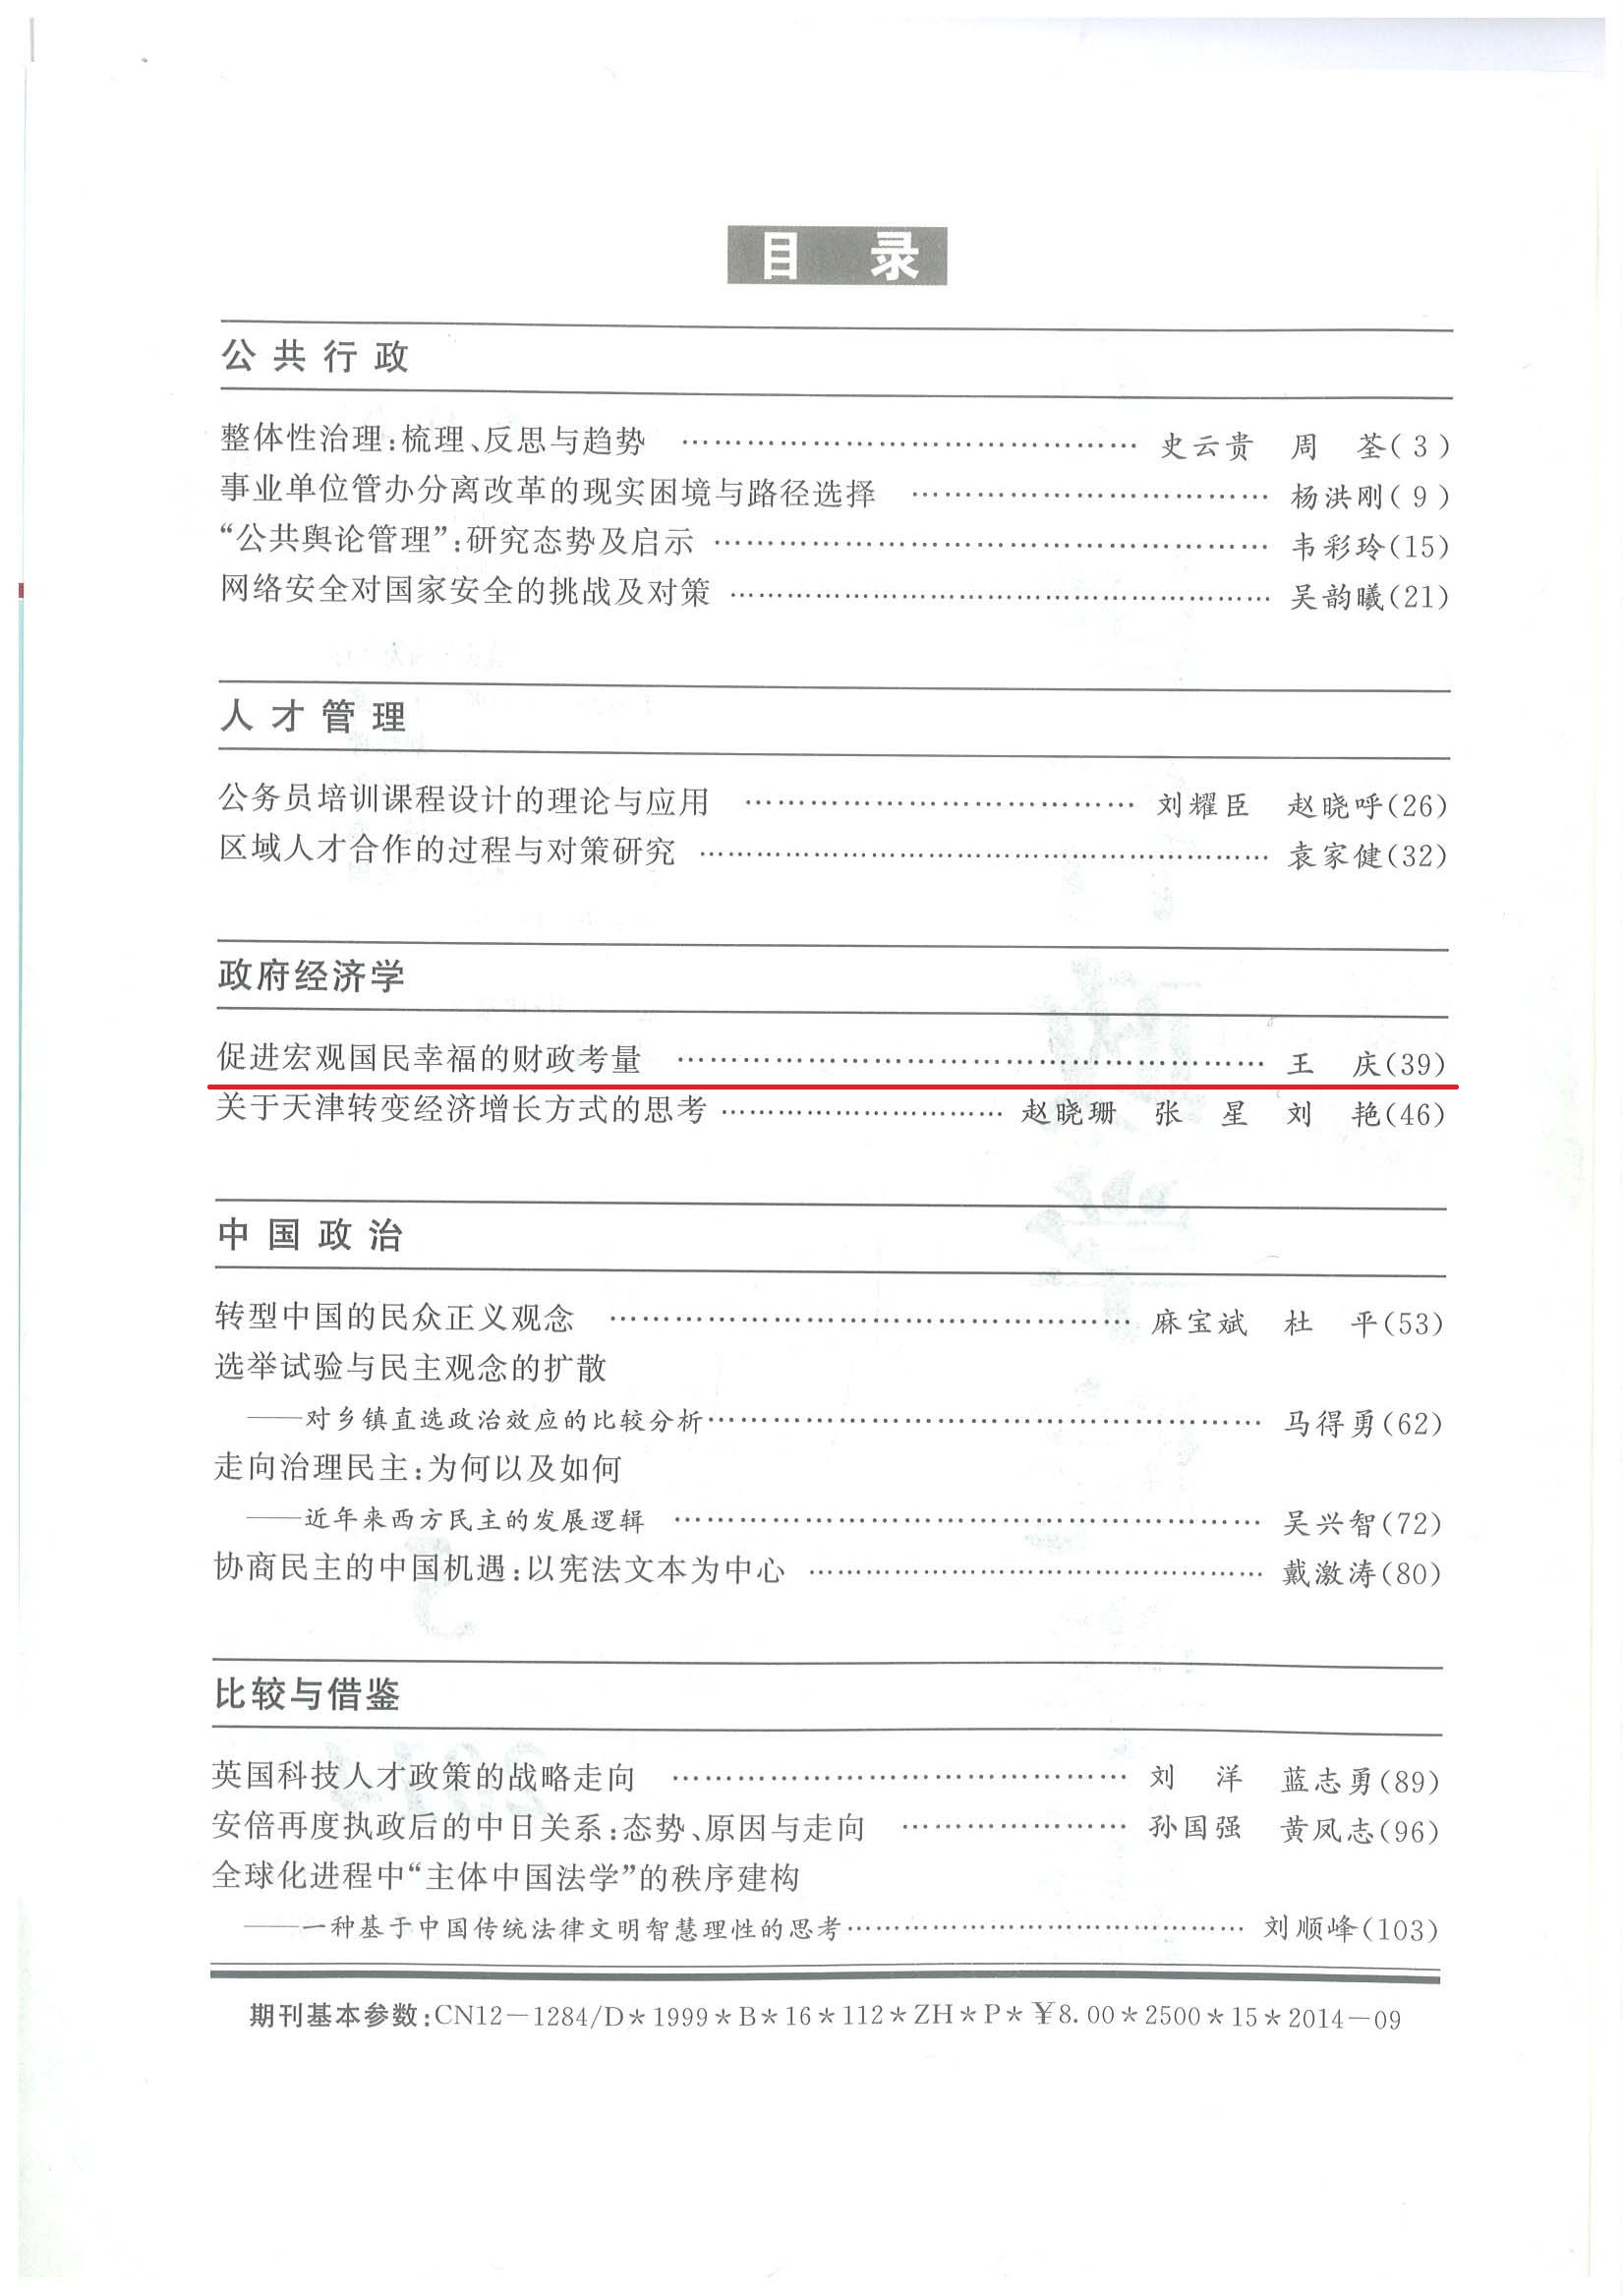 目 录
公共行政
整体性治理:梳理、反思与趋势 ………………………………… 史云贵 周 荃(3)
事业单位管办分离改革的现实困境与路径选择 ………………………… 杨洪刚(9)
“公共舆论管理”:研究态势及启示 ………………………………………… 韦彩玲(15)
网络安全对国家安全的挑战及对策 ……………………………………… 吴韵曦(21)
人才管理
公务员培训课程设计的理论与应用 …………………………… 刘耀臣 赵晓呼(26)
区域人才合作的过程与对策研究 ………………………………………… 袁家健(32)
政府经济学
促进宏观国民幸福的财政考量 ………………………………………… 王 庆(39)
关于天津转变经济增长方式的思考 …………………… 赵晓珊 张 星 刘 艳(46)
中国政治
转型中国的民众正义观念 ……………………………………… 麻宝斌 杜 平(53)
选举试验与民主观念的扩散
——对乡镇直选政治效应的比较分析………………………………………… 马得勇(62)
走向治理民主:为何以及如何
——近年来西方民主的发展逻辑 ………………………………………… 吴兴智(72)
协商民主的中国机遇:以宪法文本为中心 ………………………………… 戴激涛(80)
比较与借鉴
英国科技人才政策的战略走向 ………………………………… 刘 洋 蓝志勇(89)
安倍再度执政后的中日关系:态势、原因与走向 ………………… 孙国强 黄凤志(96)
全球化进程中“主体中国法学”的秩序建构
——一种基于中国传统法律文明智慧理性的思考…………………………… 刘顺峰(103)
期刊基本参数:CN12—1284/D*1999*B*16*112*ZH*P*¥8.00*2500*15*2014—09